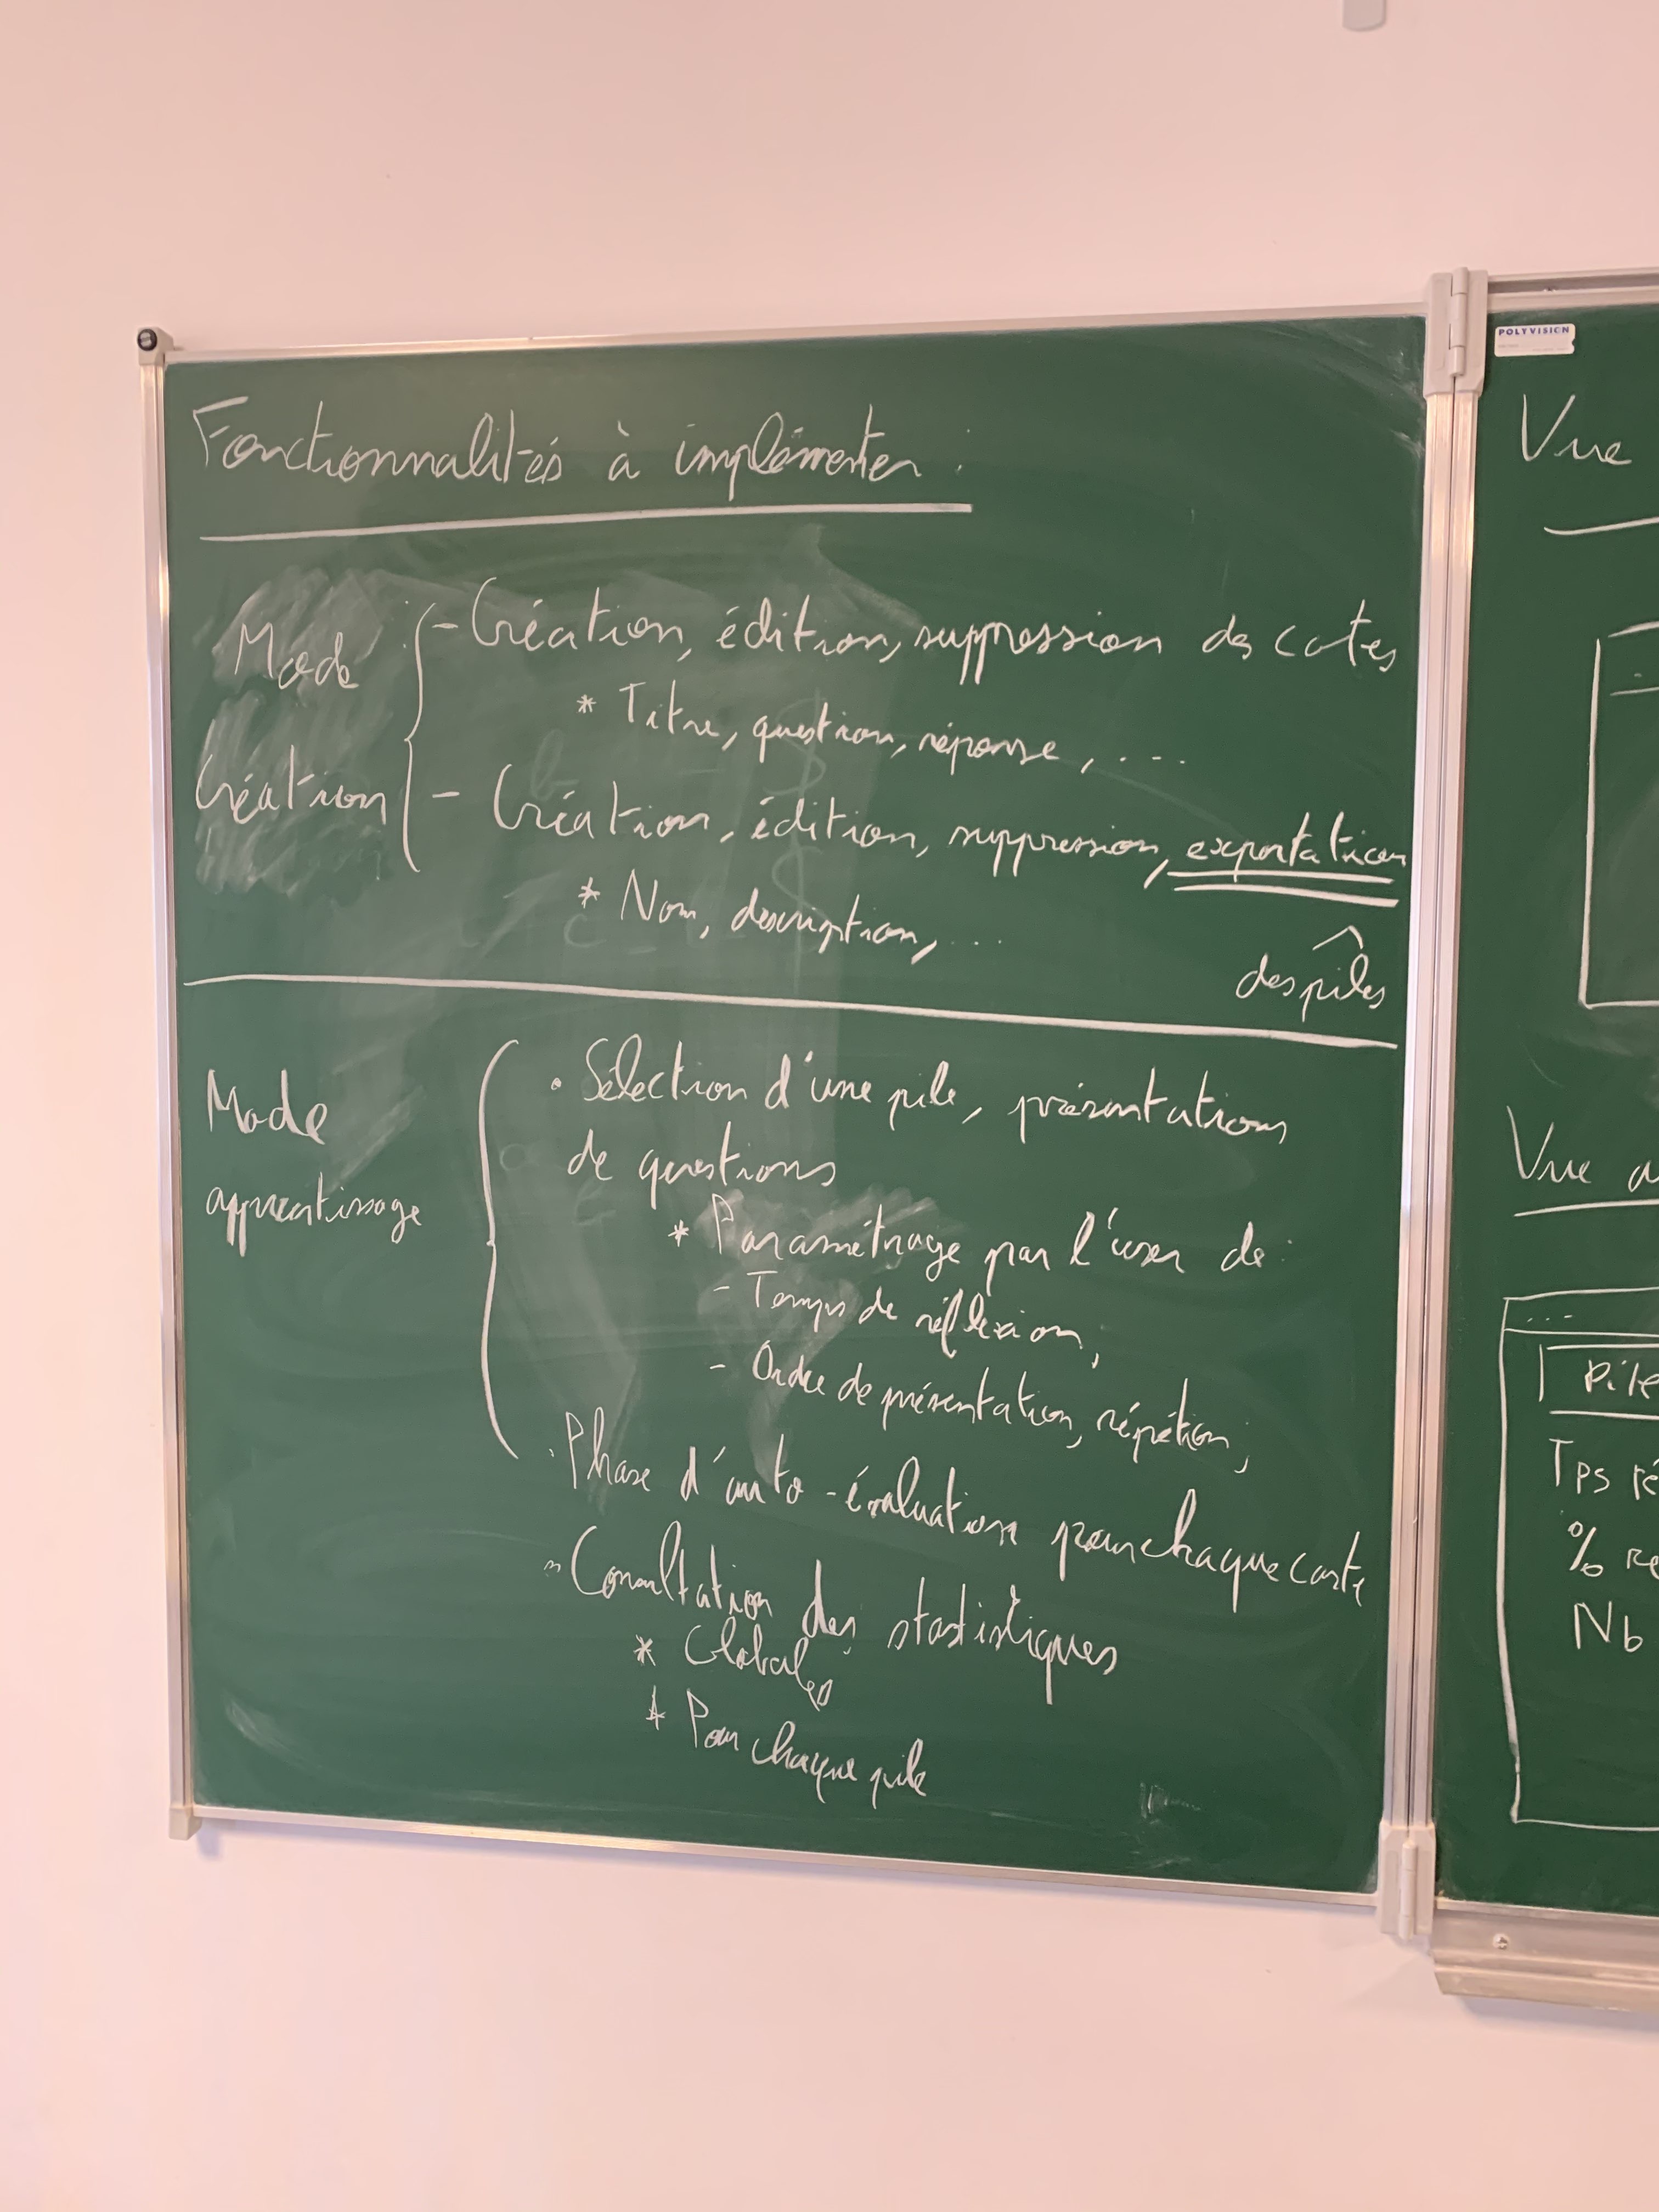 Fonctionnalités à implémenter :
Mode
Création
- Création, édition, suppression des cartes
* Titre, question, réponse, ....
- Création, édition, suppression, exportation
des piles
* Nom, description, ...
Mode
apprentissage
. Sélection d'une pile, présentations
de questions
* Paramétrage par l'user de :
- Temps de réflexion,
- Ordre de présentation, répétion,
. Phase d'auto-évaluation pour chaque carte
- Consultation des statistiques
* Globales
* Pour chaque pile
POLYVISION
Vue
Vue a
...
Pile
Tps ré
% ré
Nb